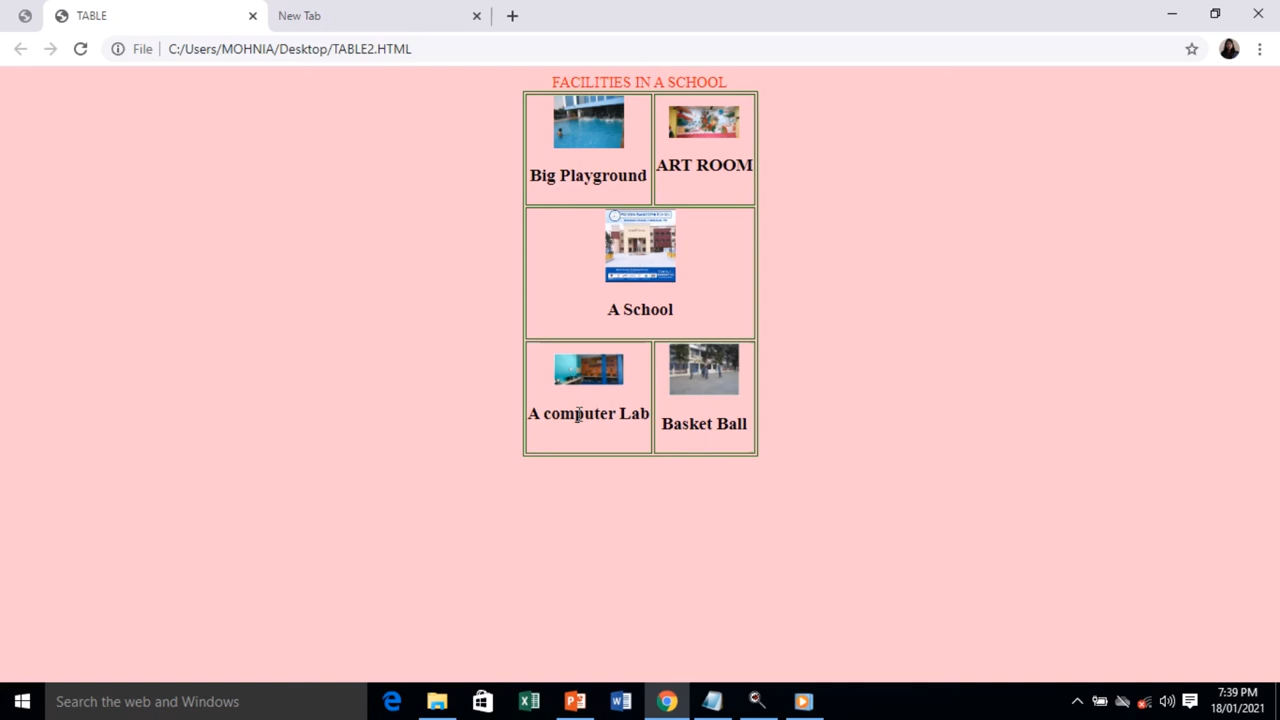 TABLE
New Tab
File
C:/Users/MOHNIA/Desktop/TABLE2.HTML
FACILITIES IN A SCHOOL
Big Playground
ART ROOM
A School
A computer Lab
Basket Ball
Search the web and Windows
7:39 PM
18/01/2021